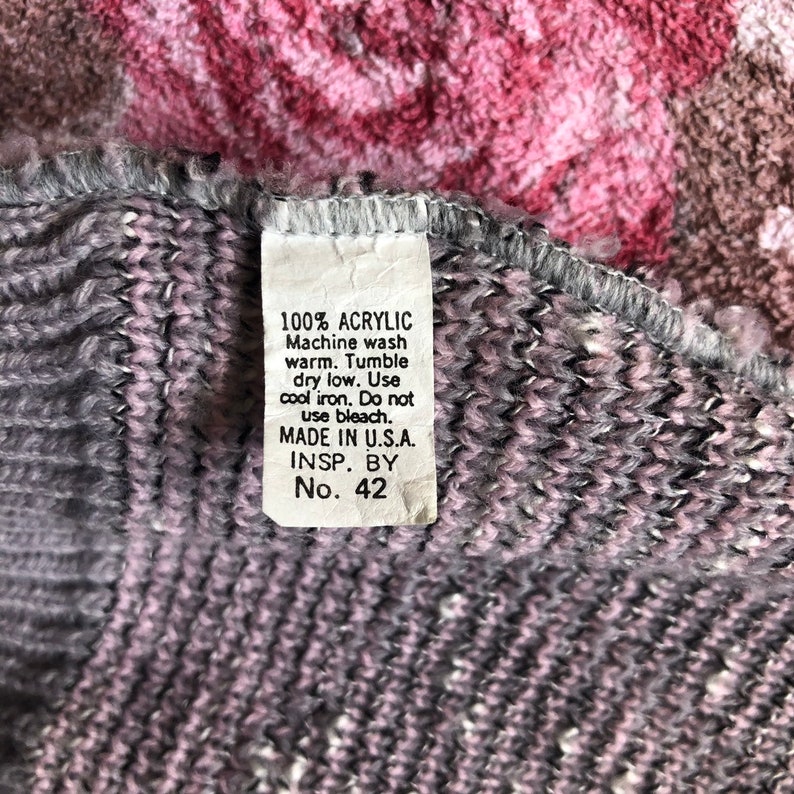 100% ACRYLIC
Machine wash
warm. Tumble
dry low. Use
cool iron. Do not
use bleach.
MADE IN U.S.A.
INSP. BY
No. 42